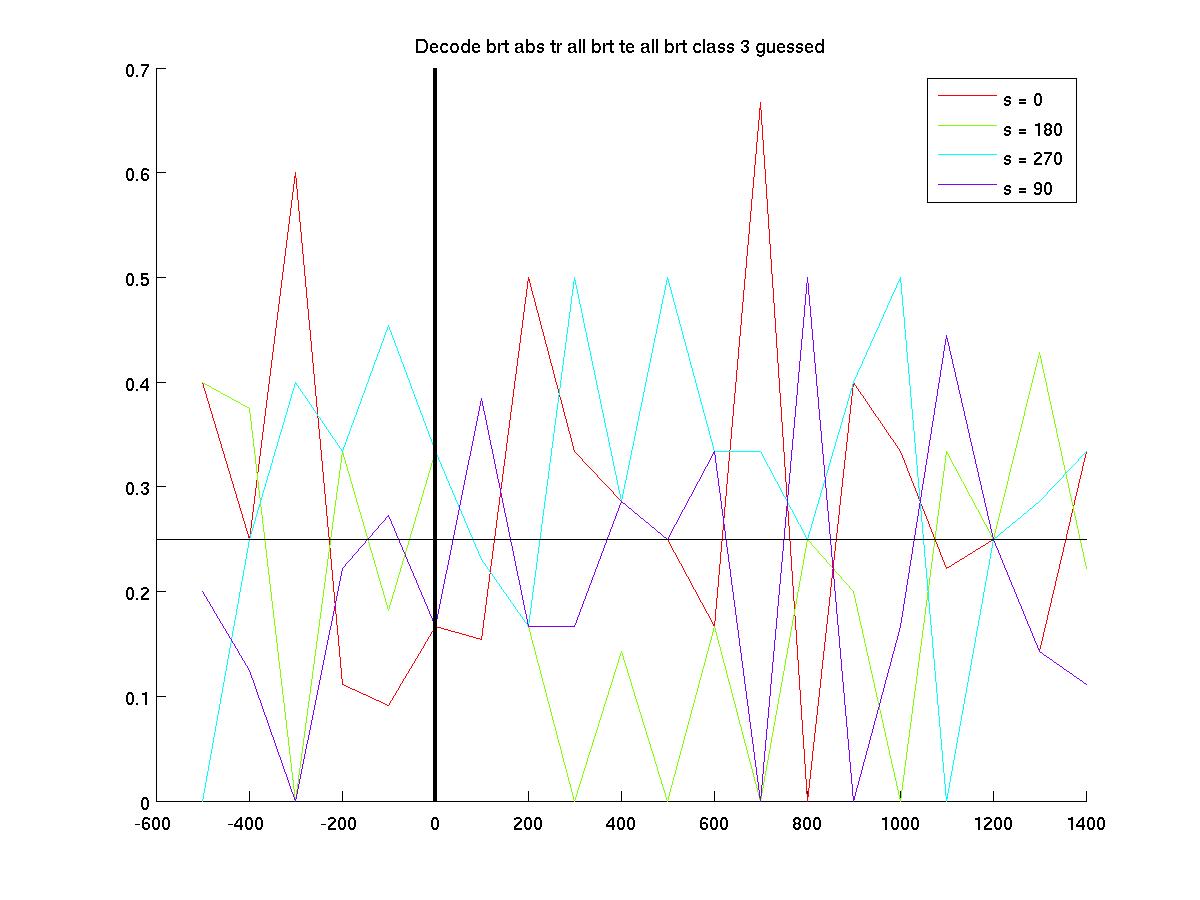 Decode brt abs tr all brt te all brt class 3 guessed
0.7
0.6
0.5
0.4
0.3
0.2
0.1
0
-600 -400 -200 0 200 400 600 800 1000 1200 1400
s = 0
s = 180
s = 270
s = 90